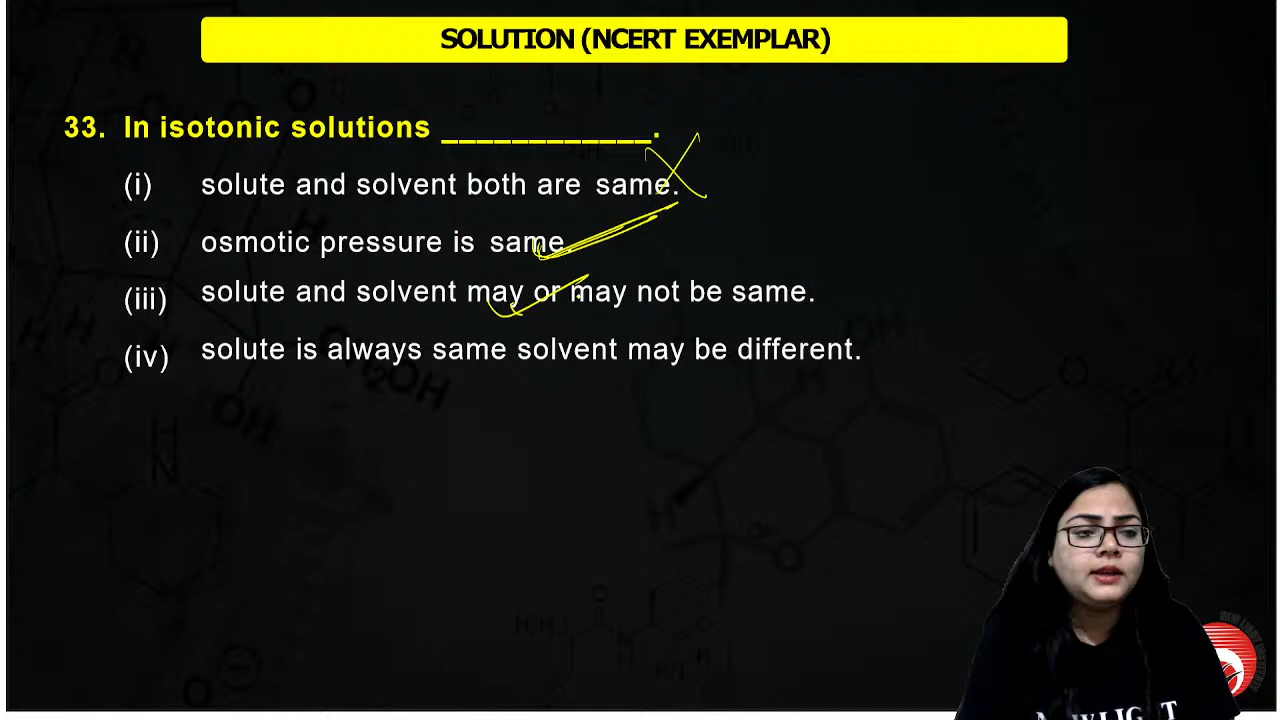 SOLUTION (NCERT EXEMPLAR)
33. In isotonic solutions ____________.
(i) solute and solvent both are same.
(ii) osmotic pressure is same.
(iii) solute and solvent may or may not be same.
(iv) solute is always same solvent may be different.